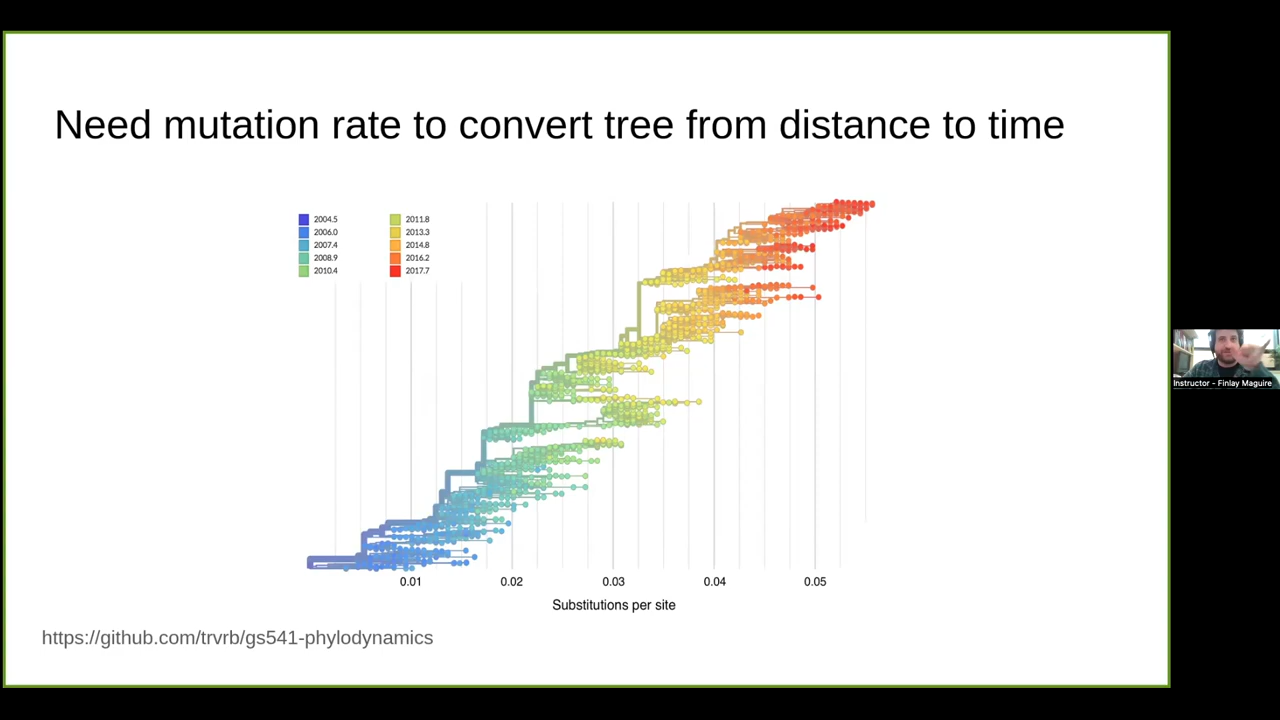 Need mutation rate to convert tree from distance to time
2004.5 2011.8
2006.0 2013.3
2007.4 2014.8
2008.9 2016.2
2010.4 2017.7
0.01 0.02 0.03 0.04 0.05
Substitutions per site
https://github.com/trvrb/gs541-phylodynamics
Instructor - Finlay Maguire